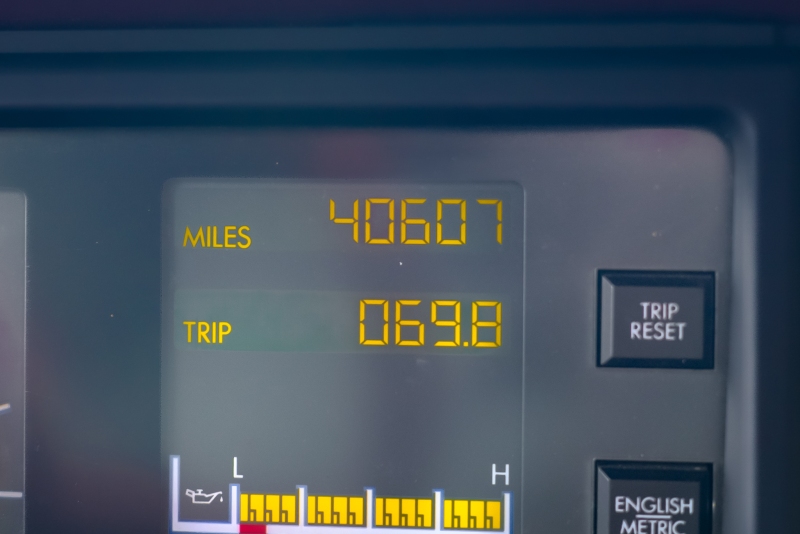 MILES 40607
TRIP 069.8
TRIP
RESET
L H
ENGLISH
METRIC